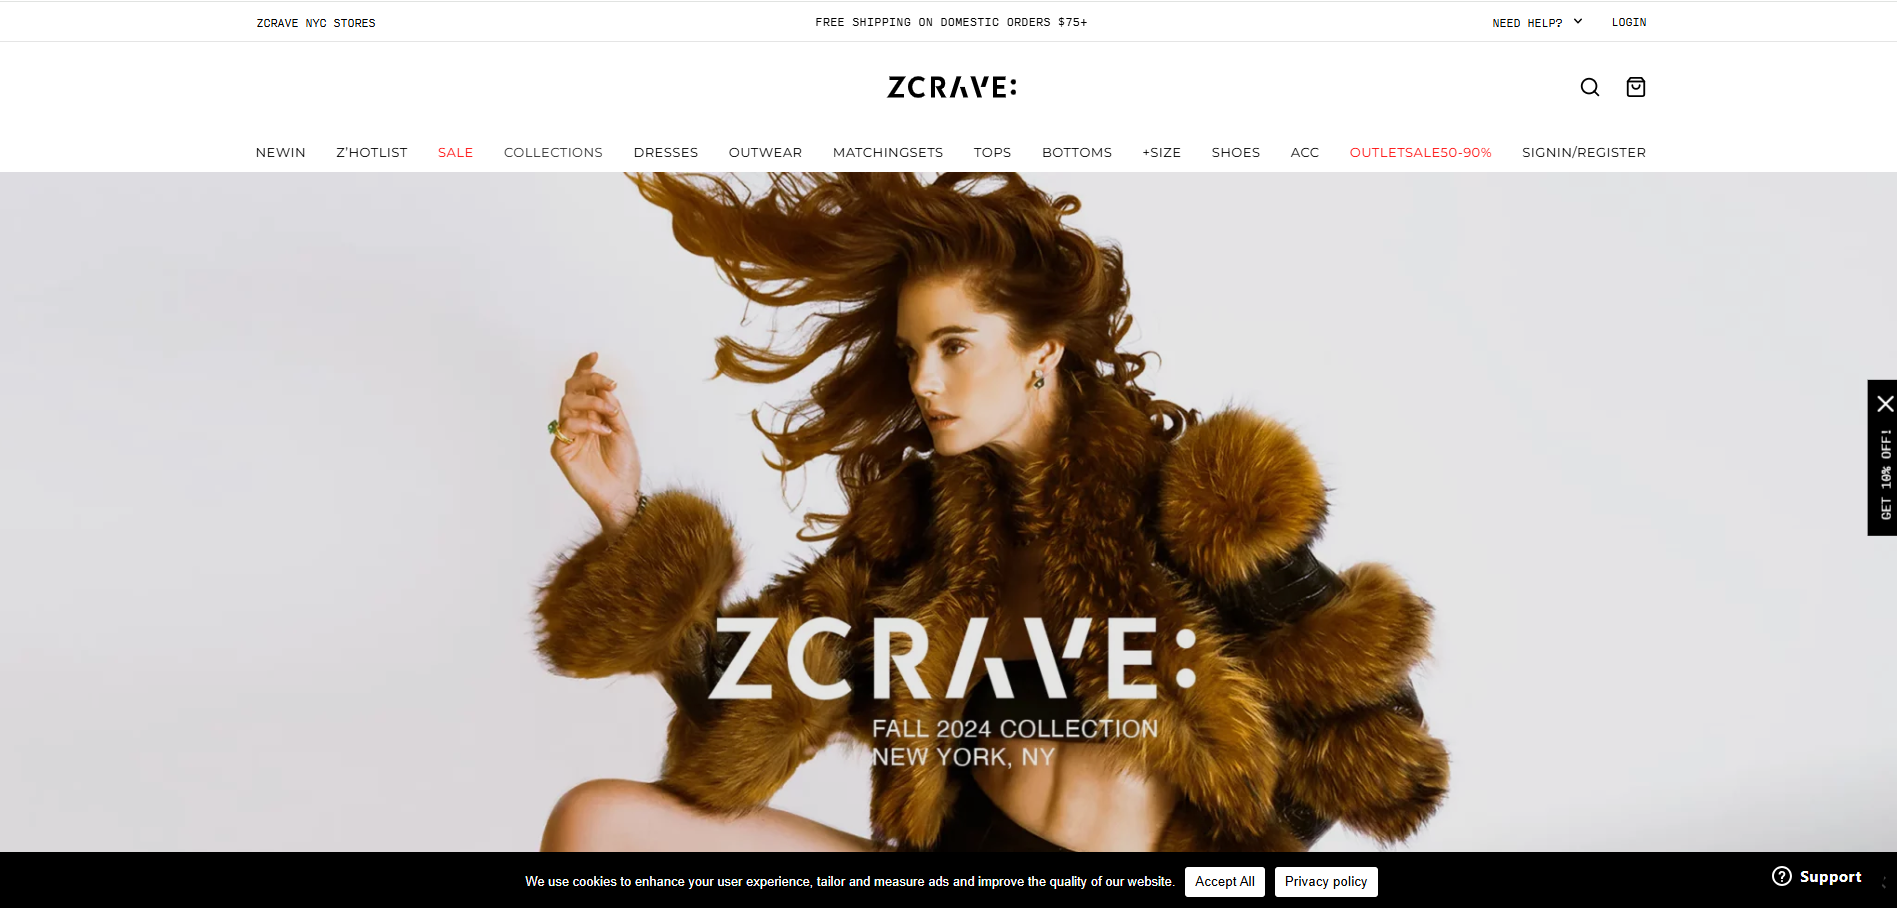 ZCRAVE NYC STORES
FREE SHIPPING ON DOMESTIC ORDERS $75+
NEED HELP?
LOGIN
ZCRAVE:
NEWIN
Z'HOTLIST
SALE
COLLECTIONS
DRESSES
OUTWEAR
MATCHINGSETS
TOPS
BOTTOMS
+SIZE
SHOES
ACC
OUTLETSALE50-90%
SIGNIN/REGISTER
GET 10% OFF!
ZCRAVE:
FALL 2024 COLLECTION
NEW YORK, NY
We use cookies to enhance your user experience, tailor and measure ads and improve the quality of our website.
Accept All
Privacy policy
Support